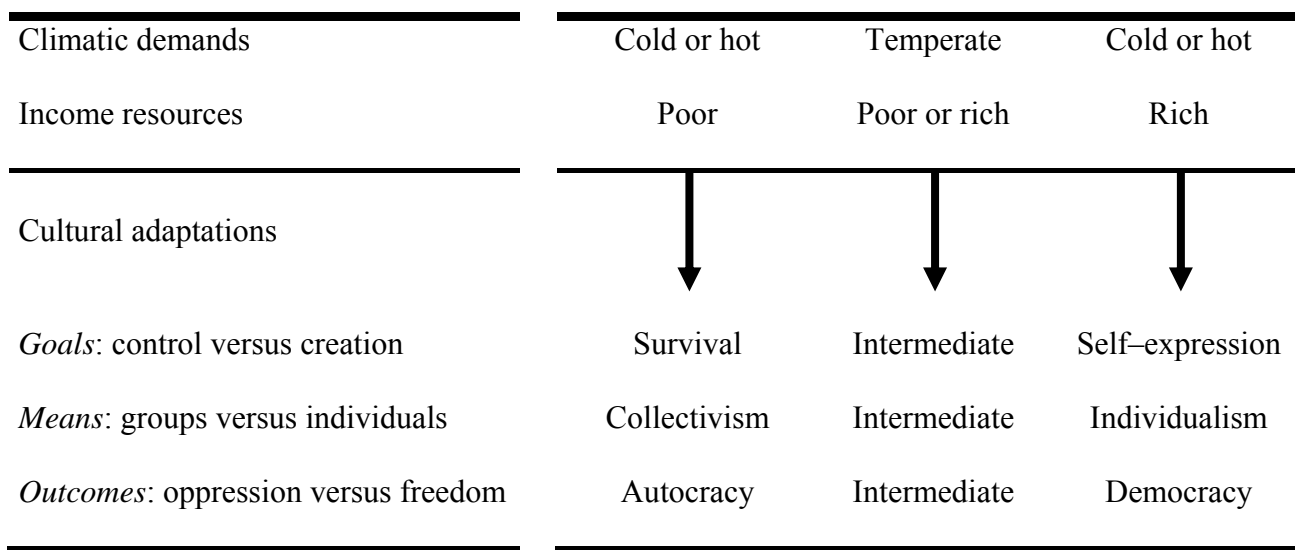 Climatic demands Cold or hot Temperate Cold or hot
Income resources Poor Poor or rich Rich
Cultural adaptations
Goals: control versus creation Survival Intermediate Self–expression
Means: groups versus individuals Collectivism Intermediate Individualism
Outcomes: oppression versus freedom Autocracy Intermediate Democracy